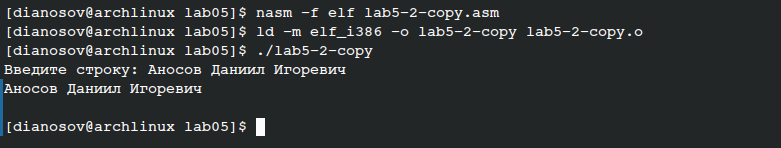 [dianosov@archlinux lab05]$ nasm -f elf lab5-2-copy.asm
[dianosov@archlinux lab05]$ ld -m elf_i386 -o lab5-2-copy lab5-2-copy.o
[dianosov@archlinux lab05]$ ./lab5-2-copy
Введите строку: Аносов Даниил Игоревич
Аносов Даниил Игоревич
[dianosov@archlinux lab05]$